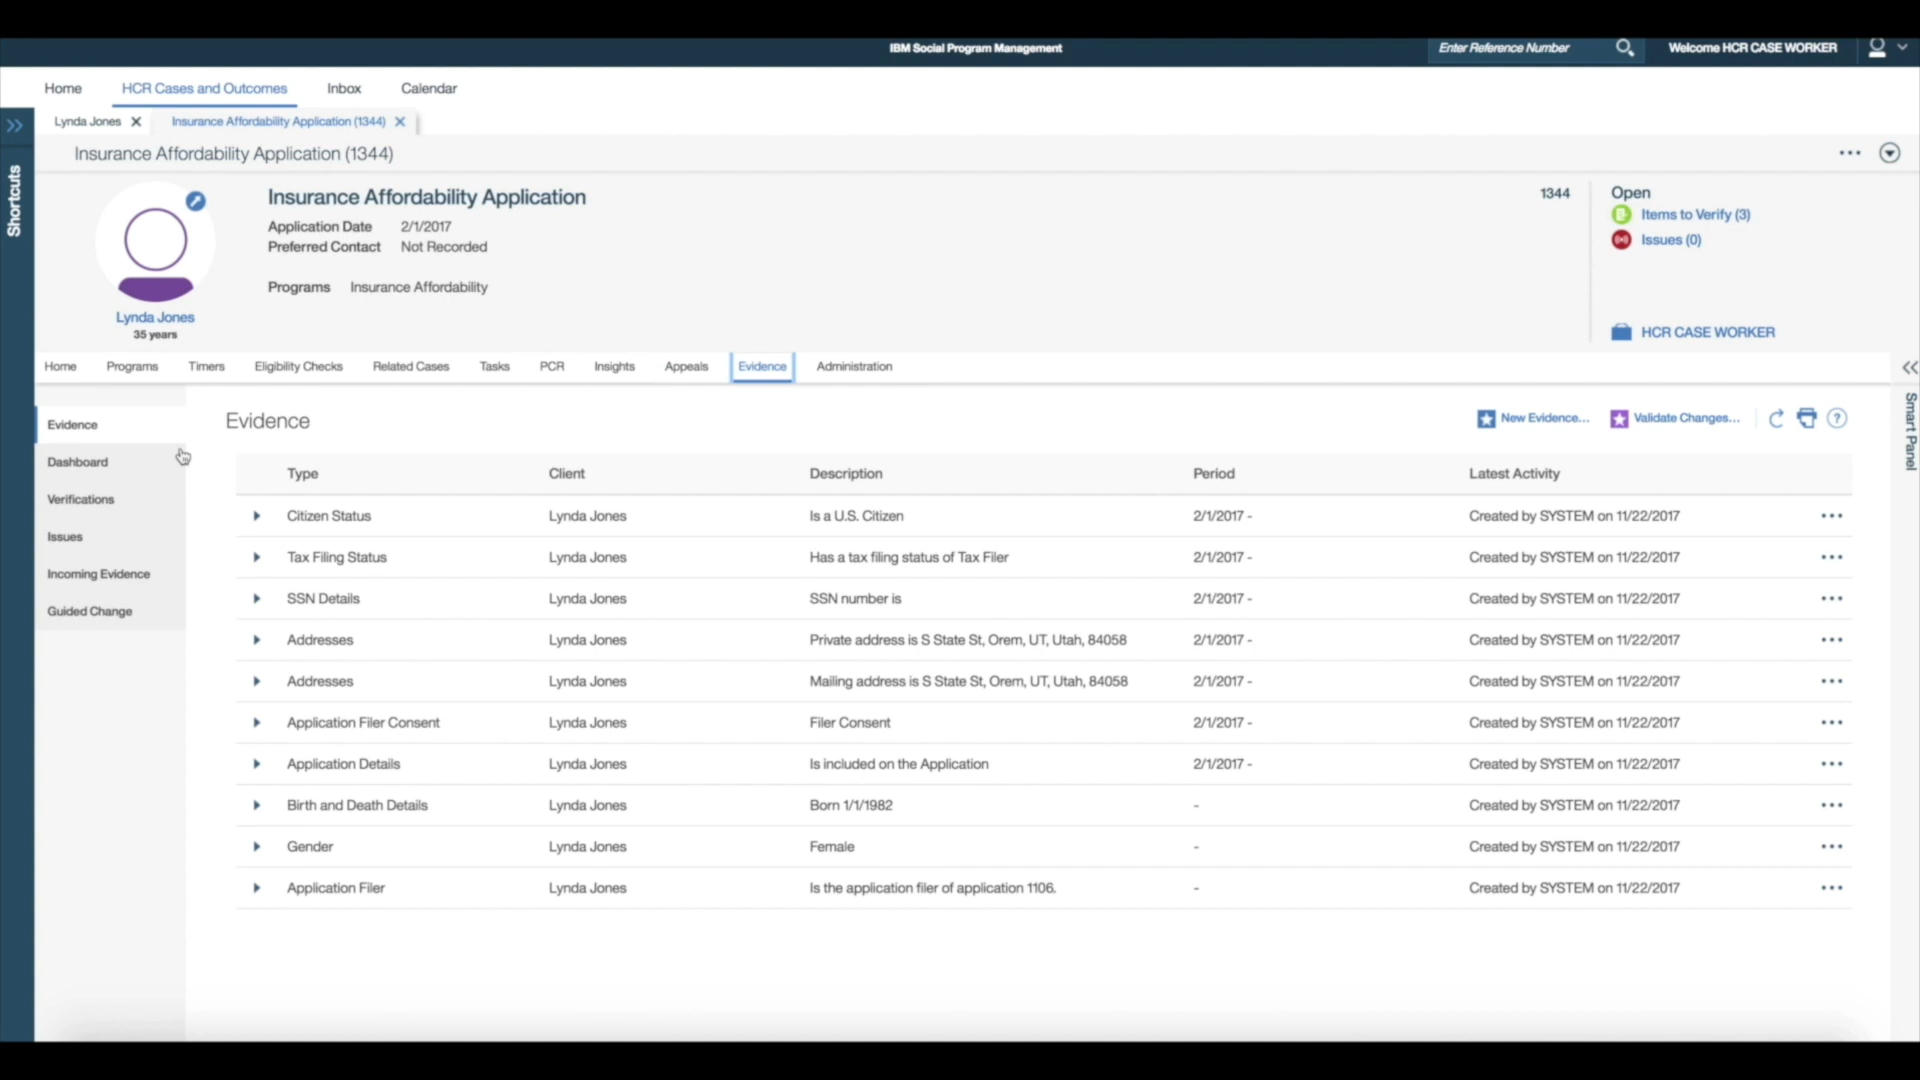 IBM Social Program Management
Enter Reference Number
Welcome HCR CASE WORKER
Home HCR Cases and Outcomes Inbox Calendar
Lynda Jones Insurance Affordability Application (1344)
Insurance Affordability Application (1344)
Shortcuts
Insurance Affordability Application
Application Date 2/1/2017
Preferred Contact Not Recorded
Programs Insurance Affordability
Lynda Jones
35 years
1344
Open
Items to Verify (3)
Issues (0)
HCR CASE WORKER
Home Programs Timers Eligibility Checks Related Cases Tasks PCR Insights Appeals Evidence Administration
Smart Panel
Evidence
Dashboard
Verifications
Issues
Incoming Evidence
Guided Change
Evidence
New Evidence... Validate Changes...
Type Client Description Period Latest Activity
Citizen Status Lynda Jones Is a U.S. Citizen 2/1/2017 - Created by SYSTEM on 11/22/2017
Tax Filing Status Lynda Jones Has a tax filing status of Tax Filer 2/1/2017 - Created by SYSTEM on 11/22/2017
SSN Details Lynda Jones SSN number is 2/1/2017 - Created by SYSTEM on 11/22/2017
Addresses Lynda Jones Private address is S State St, Orem, UT, Utah, 84058 2/1/2017 - Created by SYSTEM on 11/22/2017
Addresses Lynda Jones Mailing address is S State St, Orem, UT, Utah, 84058 2/1/2017 - Created by SYSTEM on 11/22/2017
Application Filer Consent Lynda Jones Filer Consent 2/1/2017 - Created by SYSTEM on 11/22/2017
Application Details Lynda Jones Is included on the Application 2/1/2017 - Created by SYSTEM on 11/22/2017
Birth and Death Details Lynda Jones Born 1/1/1982 - Created by SYSTEM on 11/22/2017
Gender Lynda Jones Female - Created by SYSTEM on 11/22/2017
Application Filer Lynda Jones Is the application filer of application 1106. - Created by SYSTEM on 11/22/2017